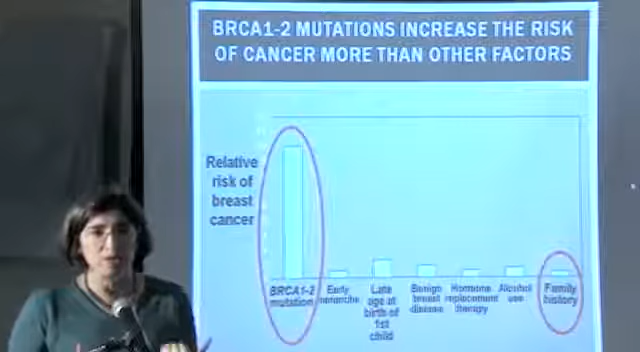 BRCA1-2 MUTATIONS INCREASE THE RISK
OF CANCER MORE THAN OTHER FACTORS
Relative
risk of
breast
cancer
BRCA1-2
mutation
Early
menarche
Late
age at
birth of
1st
child
Benign
breast
disease
Hormone
replacement
therapy
Alcohol
use
Family
history